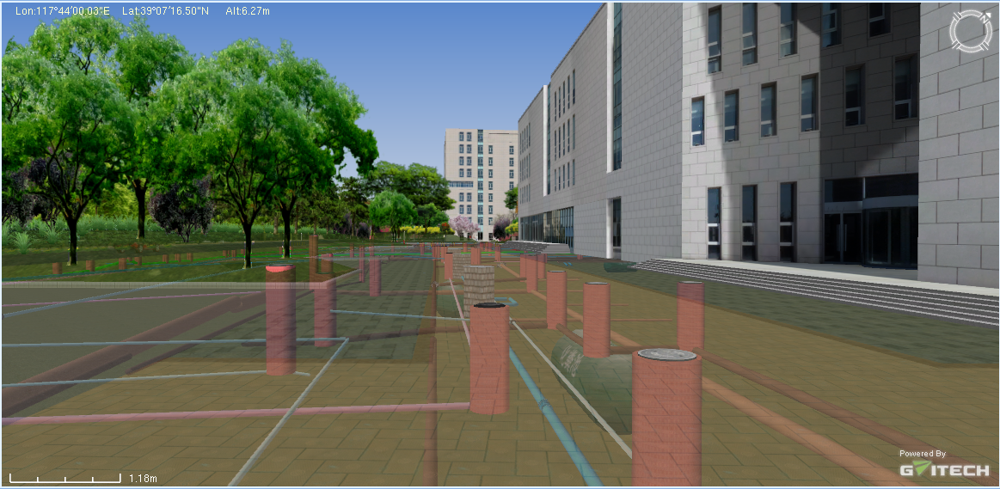 Lon:117°44'00.03"E Lat:39°07'16.50"N Alt:6.27m
N
1.18m
Powered By
GVITECH